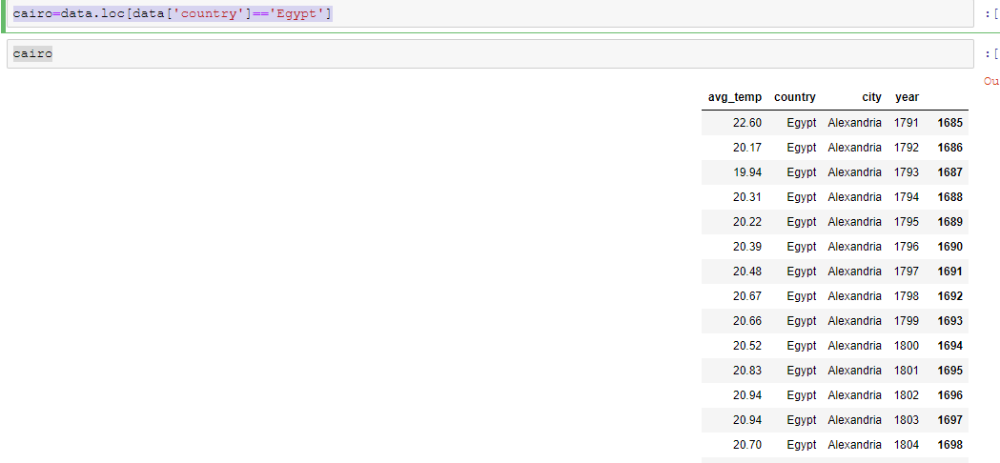 cairo=data.loc[data['country']=='Egypt']
:[
cairo
:[
Ou
avg_temp country city year
22.60 Egypt Alexandria 1791 1685
20.17 Egypt Alexandria 1792 1686
19.94 Egypt Alexandria 1793 1687
20.31 Egypt Alexandria 1794 1688
20.22 Egypt Alexandria 1795 1689
20.39 Egypt Alexandria 1796 1690
20.48 Egypt Alexandria 1797 1691
20.67 Egypt Alexandria 1798 1692
20.66 Egypt Alexandria 1799 1693
20.52 Egypt Alexandria 1800 1694
20.83 Egypt Alexandria 1801 1695
20.94 Egypt Alexandria 1802 1696
20.94 Egypt Alexandria 1803 1697
20.70 Egypt Alexandria 1804 1698